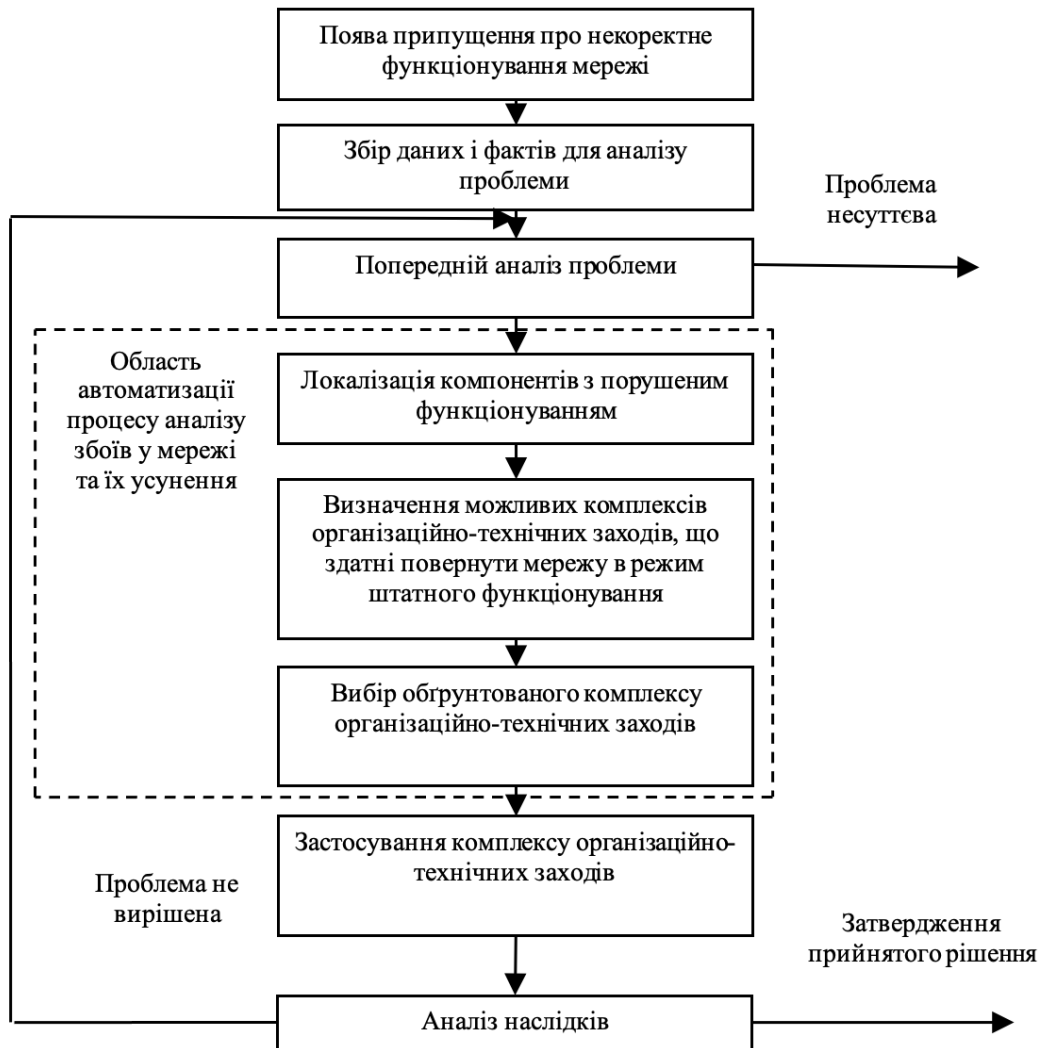 Поява припущення про некоректне
функціонування мережі
Збір даних і фактів для аналізу
проблеми
Проблема
несуттєва
Попередній аналіз проблеми
Область
автоматизації
процесу аналізу
збоїв у мережі
та їх усунення
Локалізація компонентів з порушеним
функціонуванням
Визначення можливих комплексів
організаційно-технічних заходів, що
здатні повернути мережу в режим
штатного функціонування
Вибір обґрунтованого комплексу
організаційно-технічних заходів
Застосування комплексу організаційно-
технічних заходів
Проблема не
вирішена
Затвердження
прийнятого рішення
Аналіз наслідків